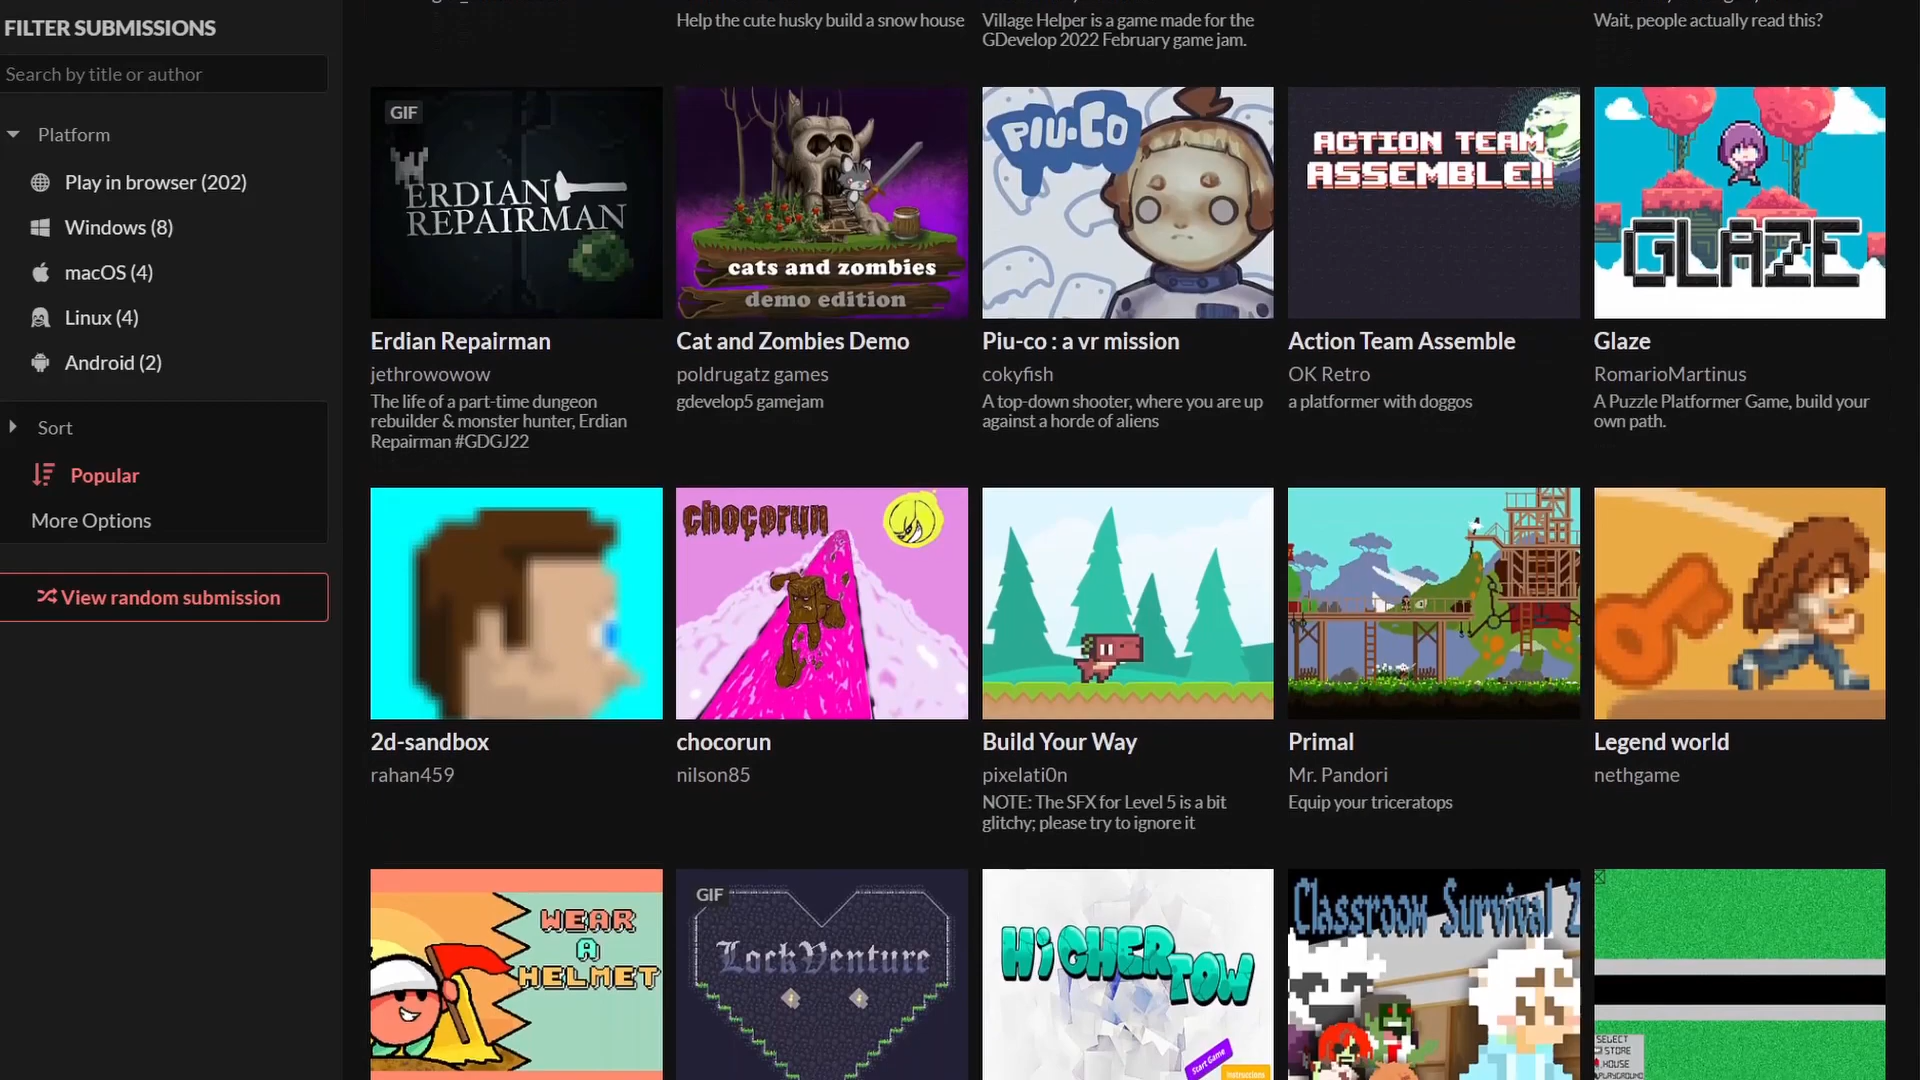 FILTER SUBMISSIONS
Search by title or author
Platform
Play in browser (202)
Windows (8)
macOS (4)
Linux (4)
Android (2)
Sort
Popular
More Options
View random submission
Help the cute husky build a snow house
Village Helper is a game made for the
GDevelop 2022 February game jam.
Wait, people actually read this?
GIF
ERDIAN
REPAIRMAN
cats and zombies
demo edition
PIU-CO
ACTION TEAM
ASSEMBLE!!
GLAZE
Erdian Repairman
jethrowowow
The life of a part-time dungeon
rebuilder & monster hunter, Erdian
Repairman #GDGJ22
Cat and Zombies Demo
poldrugatz games
gdevelop5 gamejam
Piu-co : a vr mission
cokyfish
A top-down shooter, where you are up
against a horde of aliens
Action Team Assemble
OK Retro
a platformer with doggos
Glaze
RomarioMartinus
A Puzzle Platformer Game, build your
own path.
chocorun
2d-sandbox
rahan459
chocorun
nilson85
Build Your Way
pixelati0n
NOTE: The SFX for Level 5 is a bit
glitchy; please try to ignore it
Primal
Mr. Pandori
Equip your triceratops
Legend world
nethgame
WEAR
A
HELMET
GIF
LockVenture
HiGHER
TOW
Start Game
Instructions
Classroom Survival Z
SELECT
STORE
HOUSE
PLAYGROUND